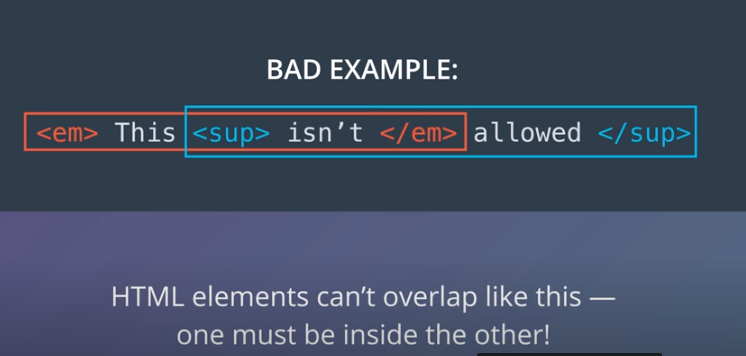 BAD EXAMPLE:
<em> This <sup> isn’t </em> allowed </sup>
HTML elements can’t overlap like this —
one must be inside the other!